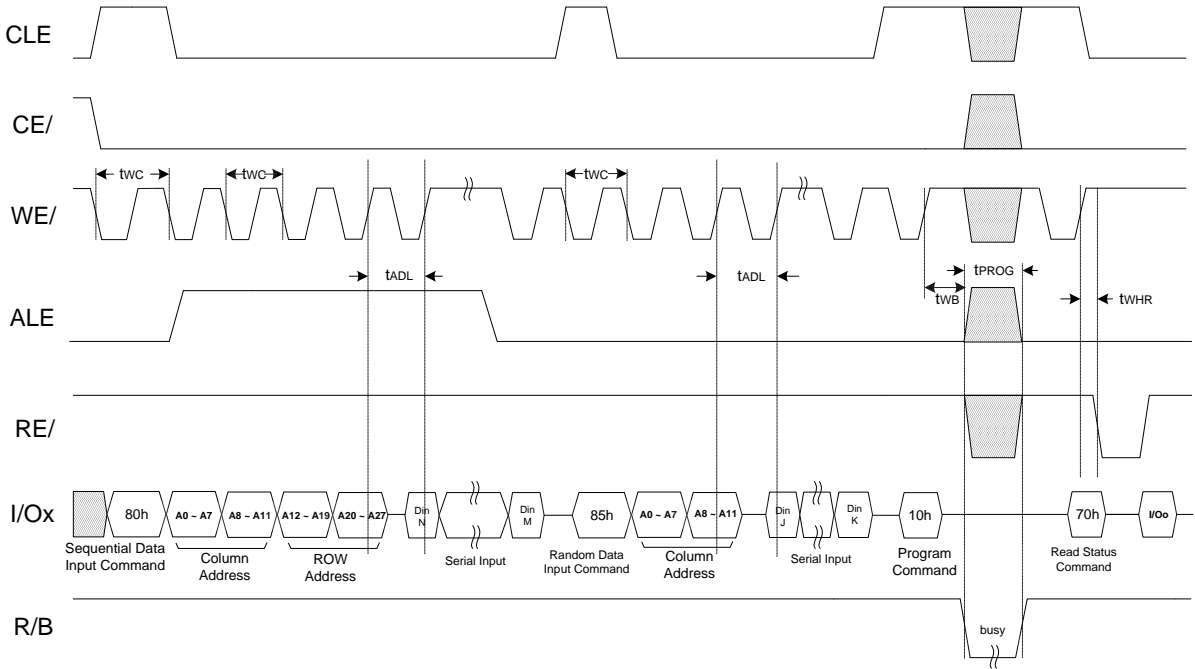 CLE
CE/
tWC
tWC
tWC
WE/
tADL
tADL
tPROG
tWB
tWHR
ALE
RE/
I/Ox
80h
A0 ~ A7
A8 ~ A11
A12 ~ A19
A20 ~ A27
Din
N
Din
M
85h
A0 ~ A7
A8 ~ A11
Din
J
Din
K
10h
70h
I/Oo
Sequential Data
Input Command
Column
Address
ROW
Address
Serial Input
Random Data
Input Command
Column
Address
Serial Input
Program
Command
Read Status
Command
R/B
busy